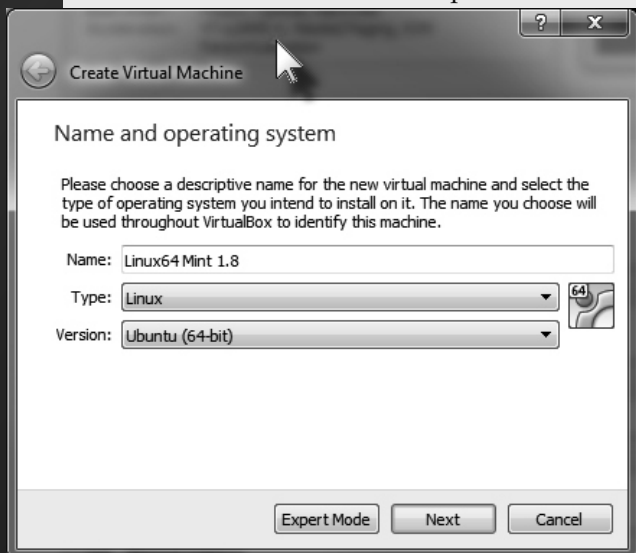 ? x
Create Virtual Machine
Name and operating system
Please choose a descriptive name for the new virtual machine and select the
type of operating system you intend to install on it. The name you choose will
be used throughout VirtualBox to identify this machine.
Name: Linux64 Mint 1.8
Type: Linux 64
Version: Ubuntu (64-bit)
Expert Mode Next Cancel